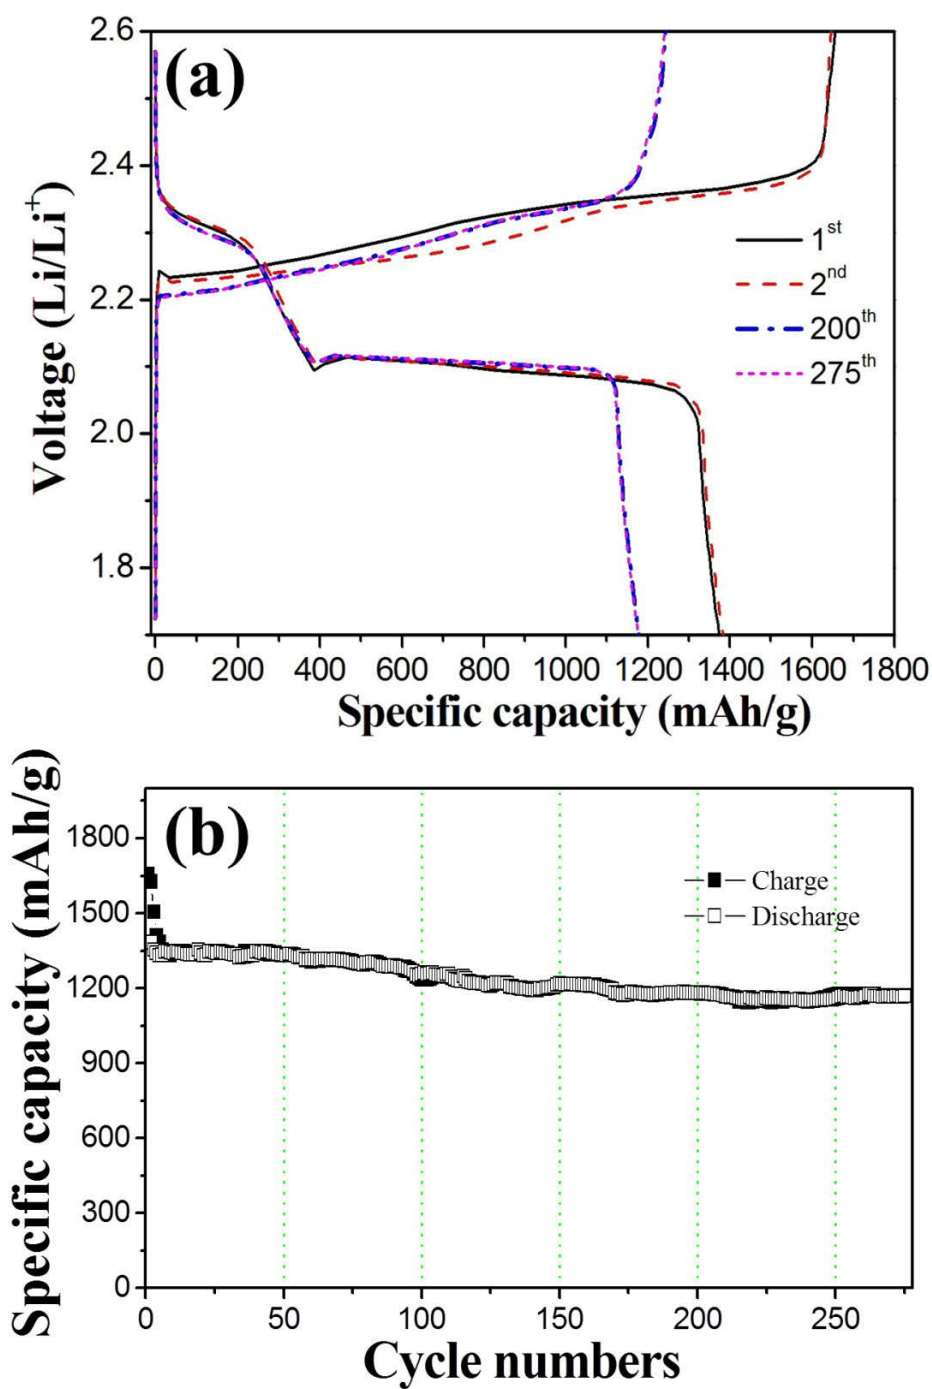 (a)
Voltage (Li/Li⁺)
2.6
2.4
2.2
2.0
1.8
1ˢᵗ
2ⁿᵈ
200ᵗʰ
275ᵗʰ
0 200 400 600 800 1000 1200 1400 1600 1800
Specific capacity (mAh/g)
(b)
Specific capacity (mAh/g)
1800
1500
1200
900
600
300
0
Charge
Discharge
0 50 100 150 200 250
Cycle numbers